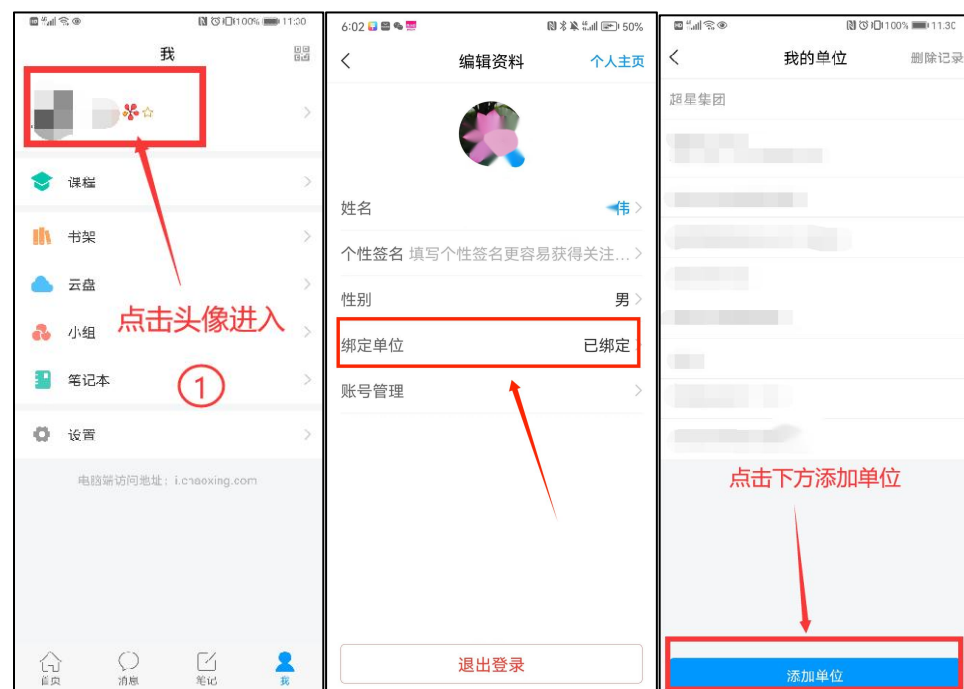 11:00
100%
我
课程
书架
云盘
小组
笔记本
设置
点击头像进入
1
电脑端访问地址：i.chaoxing.com
首页
消息
笔记
我
6:02
50%
编辑资料
个人主页
姓名
伟
个性签名 填写个性签名更容易获得关注...
性别
男
绑定单位
已绑定
账号管理
退出登录
100%
11:30
我的单位
删除记录
超星集团
点击下方添加单位
添加单位